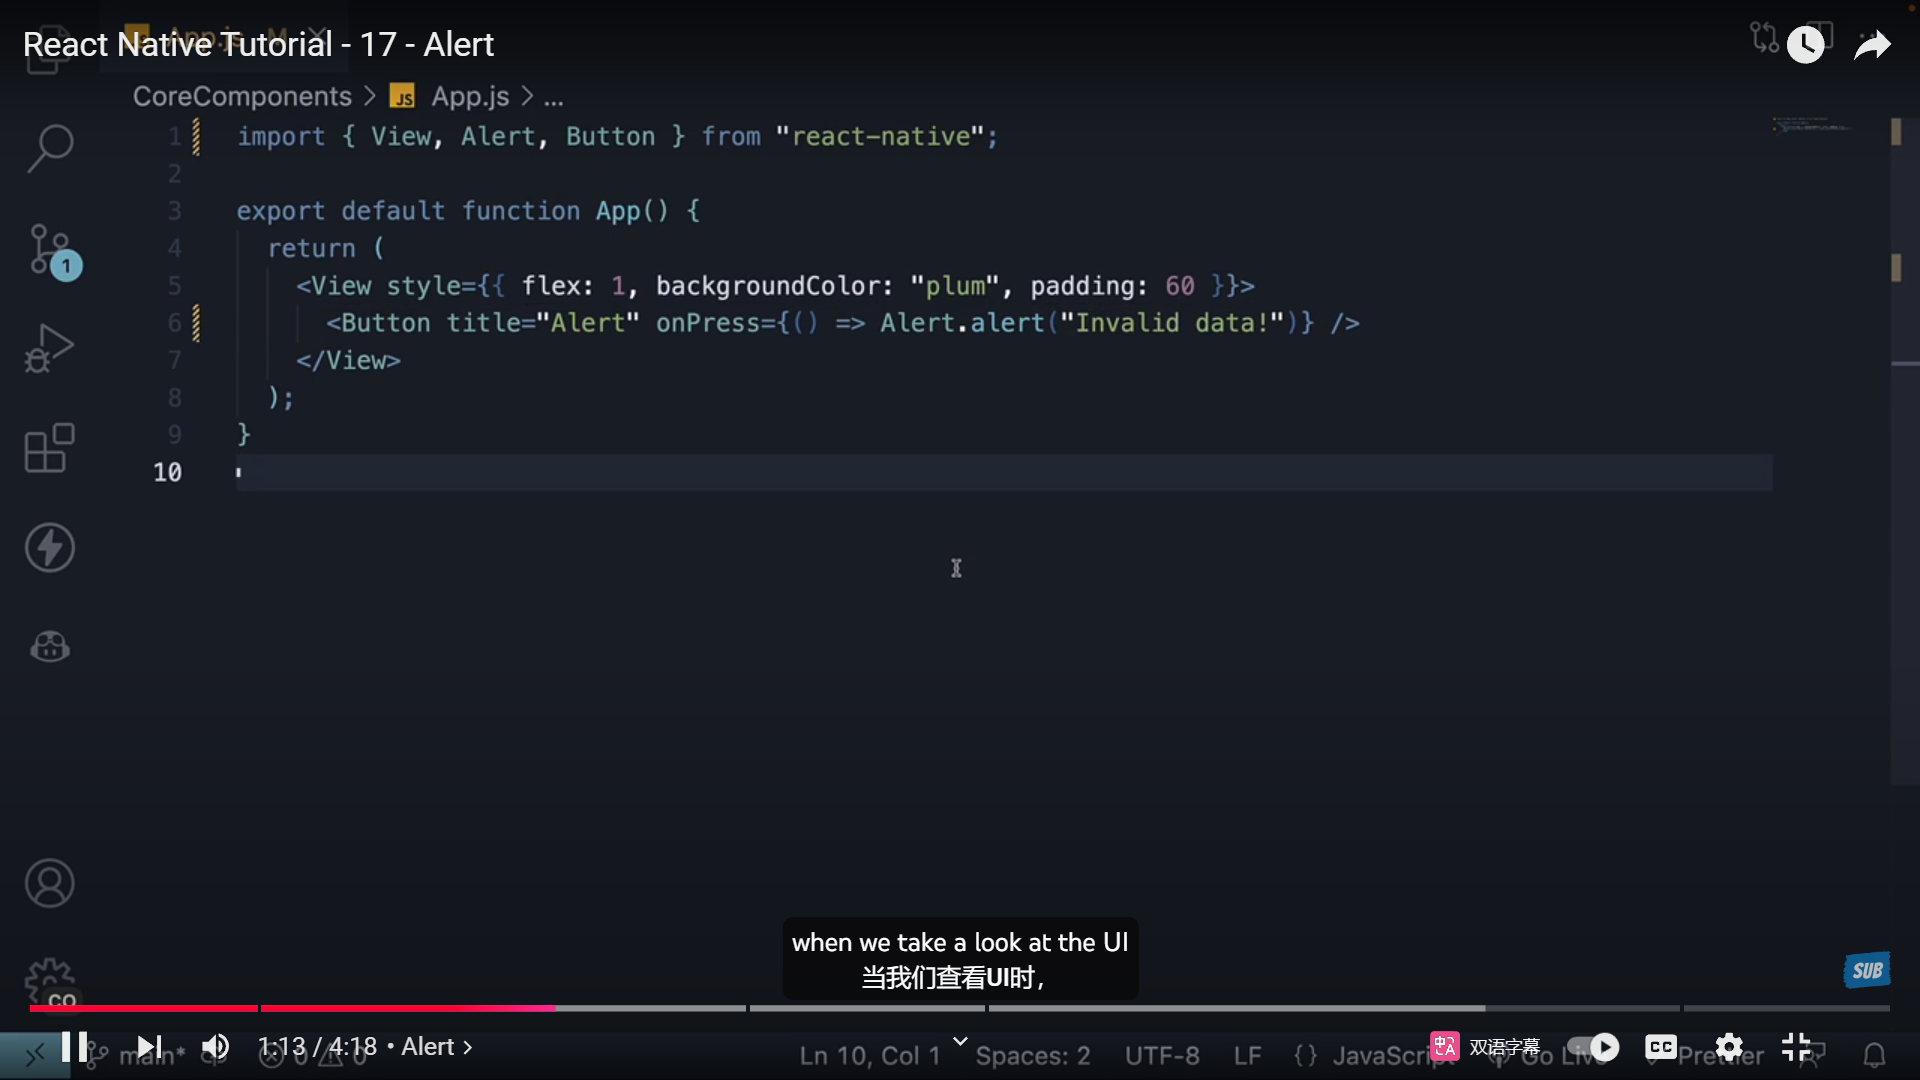 React Native Tutorial - 17 - Alert
CoreComponents > JS App.js > ...
1 import { View, Alert, Button } from "react-native";
2
3 export default function App() {
4 return (
5 <View style={{ flex: 1, backgroundColor: "plum", padding: 60 }}>
6 <Button title="Alert" onPress={() => Alert.alert("Invalid data!")} />
7 </View>
8 );
9 }
10
1
when we take a look at the UI
当我们查看UI时，
SUB
1:13 / 4:18 • Alert >
main*
0 0
Ln 10, Col 1 Spaces: 2 UTF-8 LF {} JavaScript Go Live Prettier
双语字幕
CC